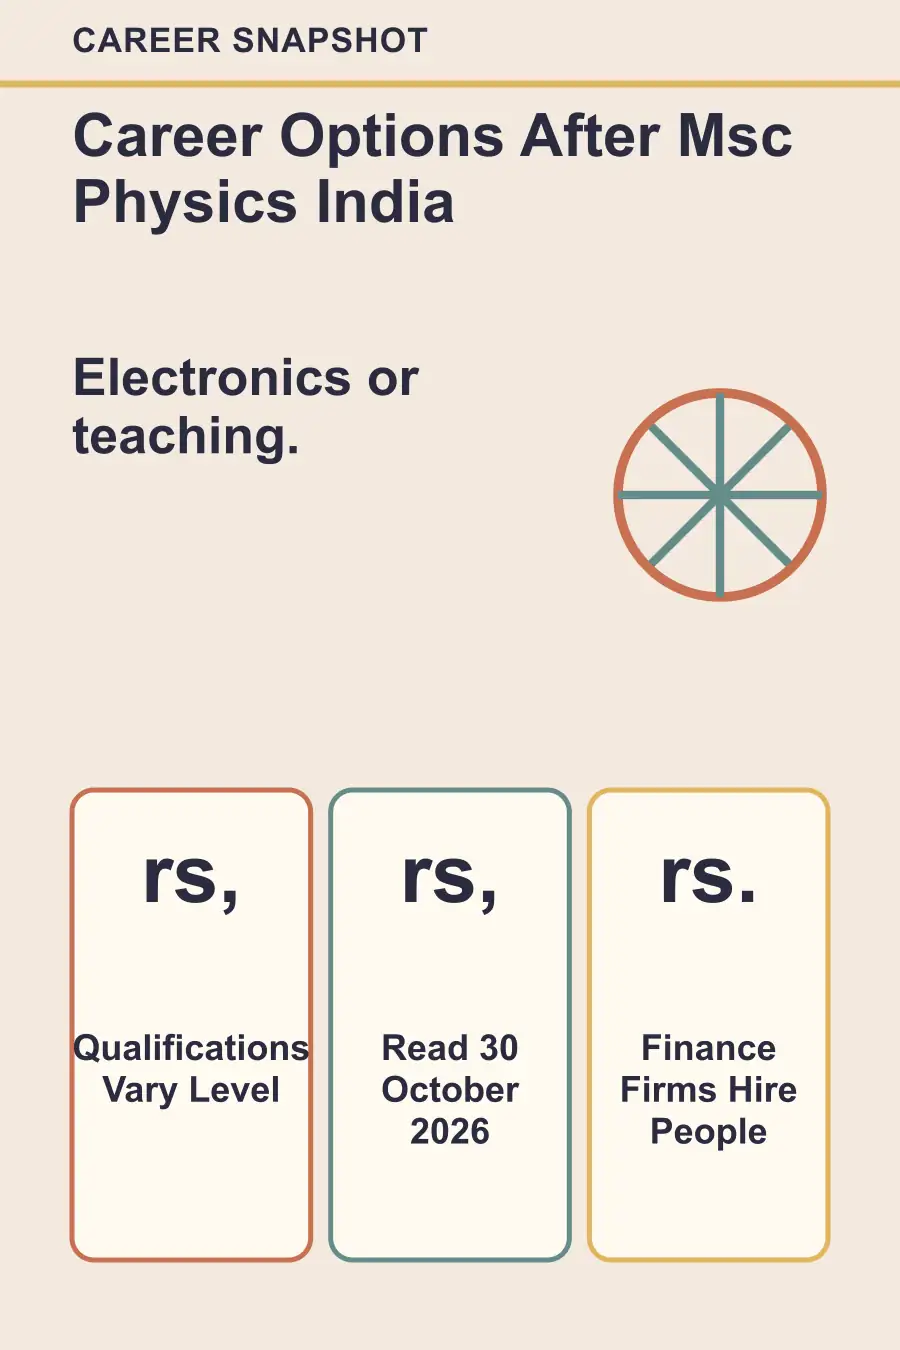 CAREER SNAPSHOT
Career Options After Msc
Physics India
Electronics or
teaching.
rs,
Qualifications
Vary Level
rs,
Read 30
October
2026
rs.
Finance
Firms Hire
People